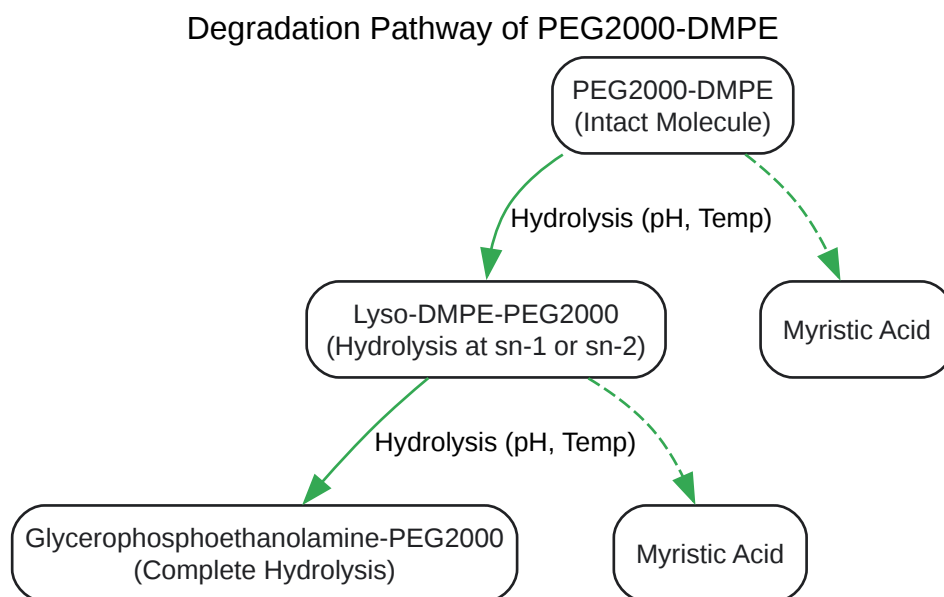 Degradation Pathway of PEG2000-DMPE
PEG2000-DMPE
(Intact Molecule)
Hydrolysis (pH, Temp)
Lyso-DMPE-PEG2000
(Hydrolysis at sn-1 or sn-2)
Myristic Acid
Hydrolysis (pH, Temp)
Glycerophosphoethanolamine-PEG2000
(Complete Hydrolysis)
Myristic Acid